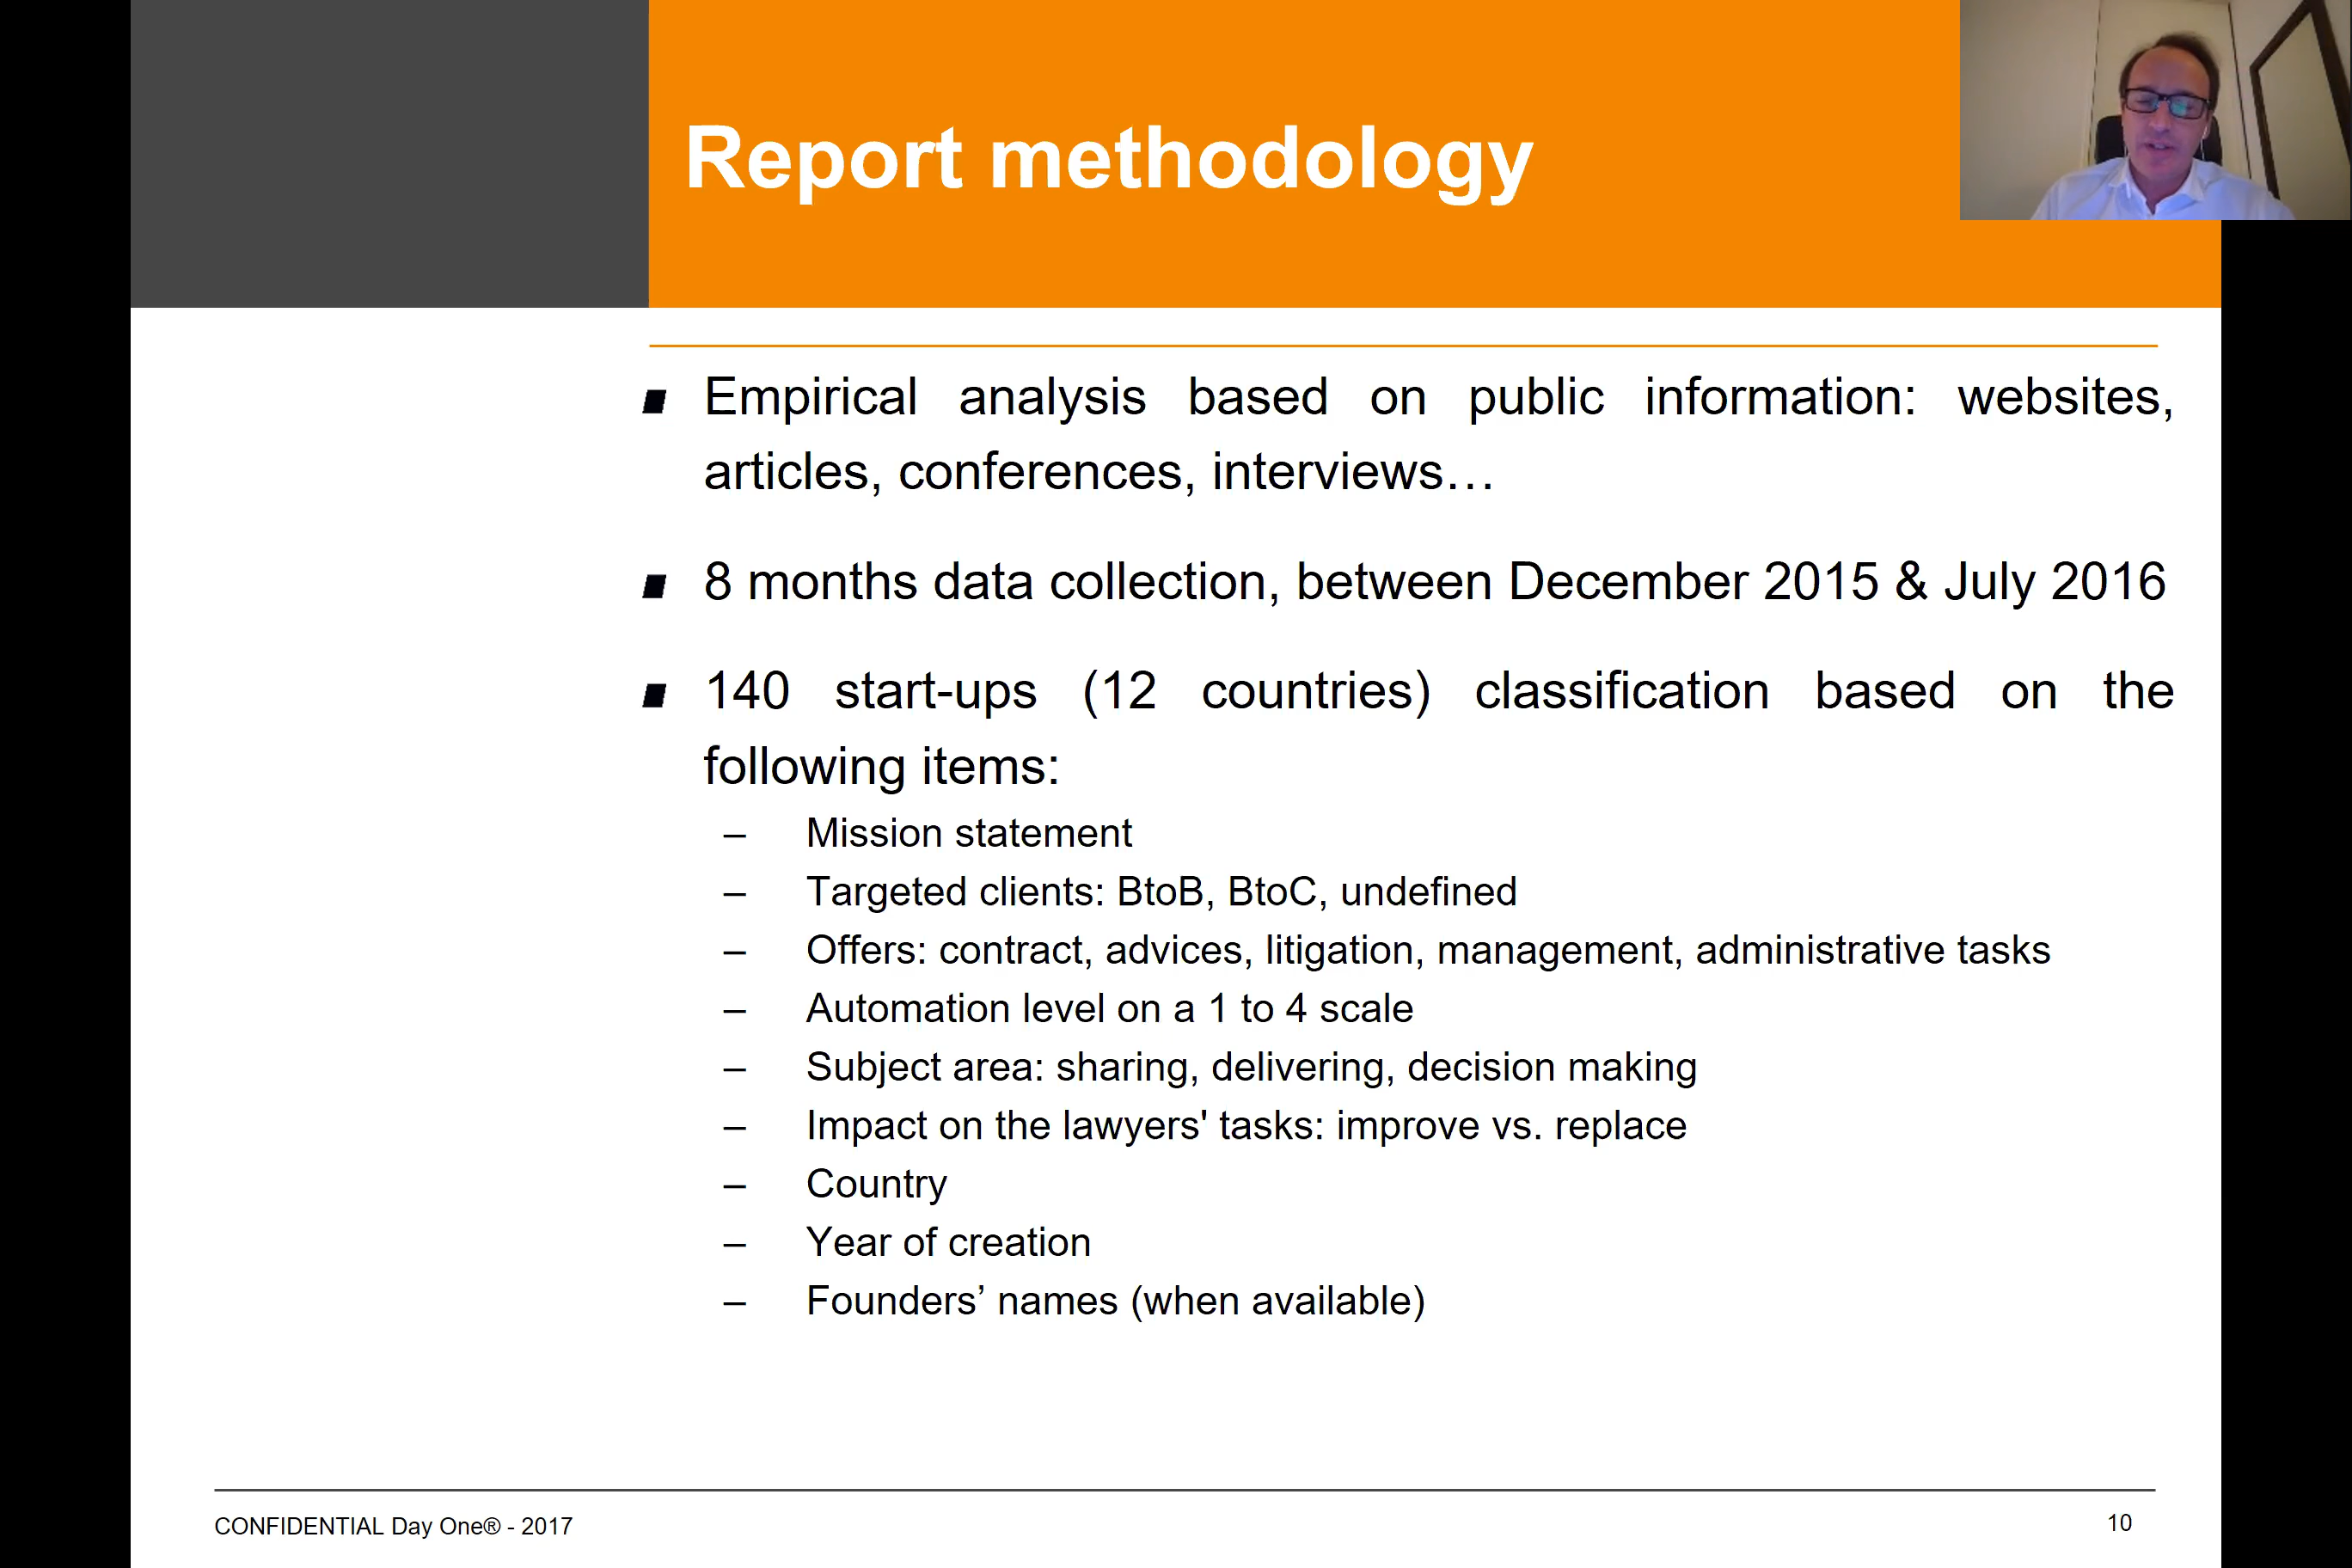 Report methodology
Empirical analysis based on public information: websites,
articles, conferences, interviews…
8 months data collection, between December 2015 & July 2016
140 start-ups (12 countries) classification based on the
following items:
– Mission statement
– Targeted clients: BtoB, BtoC, undefined
– Offers: contract, advices, litigation, management, administrative tasks
– Automation level on a 1 to 4 scale
– Subject area: sharing, delivering, decision making
– Impact on the lawyers' tasks: improve vs. replace
– Country
– Year of creation
– Founders’ names (when available)
CONFIDENTIAL Day One® - 2017
10